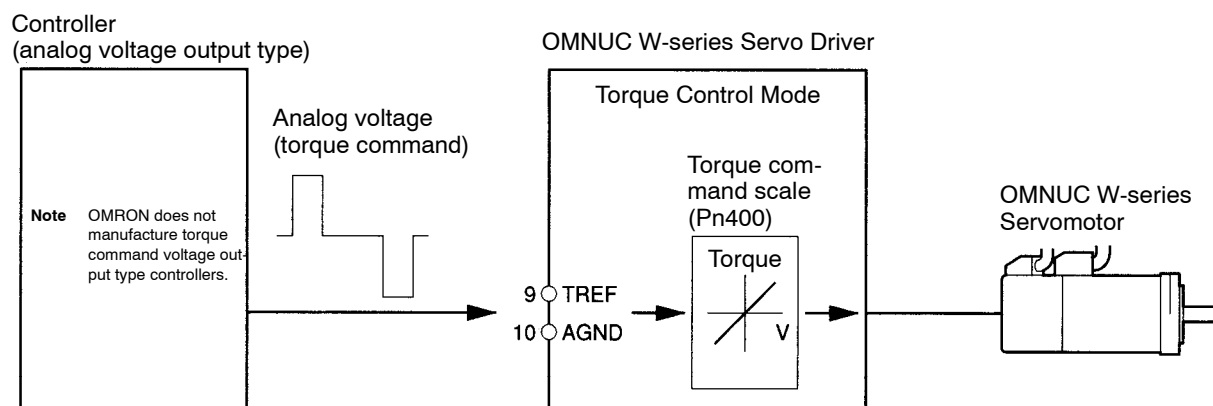 Controller
(analog voltage output type)
OMNUC W-series Servo Driver
Torque Control Mode
Analog voltage
(torque command)
Torque com-
mand scale
(Pn400)
OMNUC W-series
Servomotor
Note OMRON does not
manufacture torque
command voltage out-
put type controllers.
Torque
V
9 TREF
10 AGND